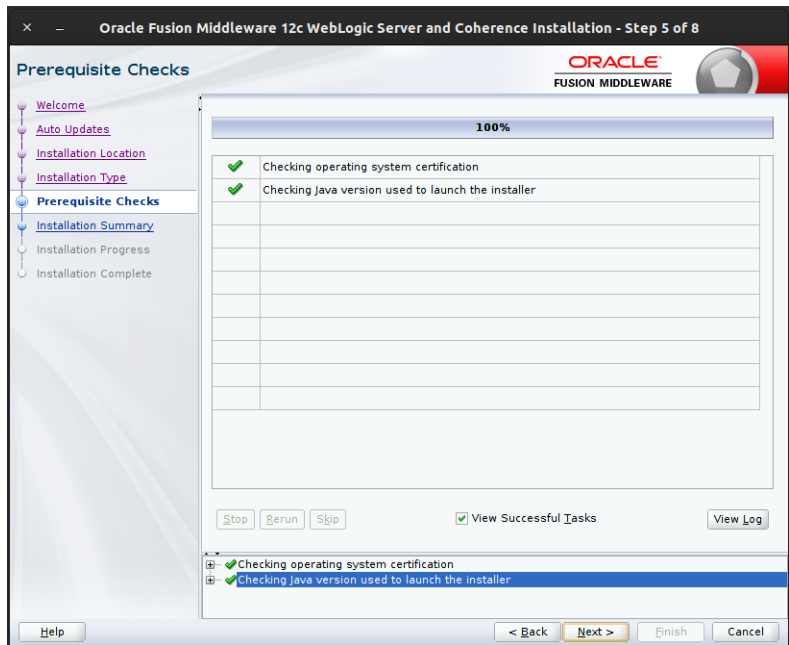 Oracle Fusion Middleware 12c WebLogic Server and Coherence Installation - Step 5 of 8
Prerequisite Checks
ORACLE
FUSION MIDDLEWARE
Welcome
Auto Updates
Installation Location
Installation Type
Prerequisite Checks
Installation Summary
Installation Progress
Installation Complete
100%
Checking operating system certification
Checking Java version used to launch the installer
Stop Rerun Skip View Successful Tasks View Log
Checking operating system certification
Checking Java version used to launch the installer
Help < Back Next > Finish Cancel